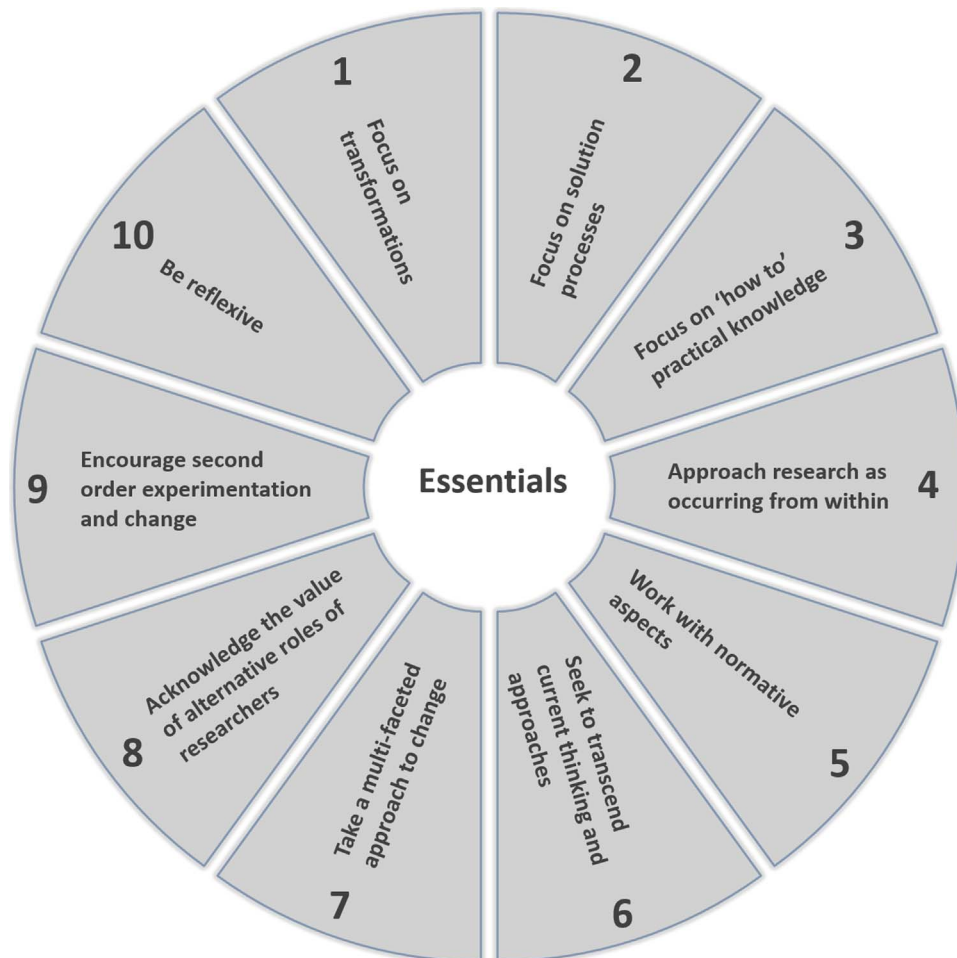 Essentials
1
Focus on
transformations
2
Focus on solution
processes
3
Focus on ‘how to’
practical knowledge
4
Approach research as
occurring from within
5
Work with normative
aspects
6
Seek to transcend
current thinking and
approaches
7
Take a multi-faceted
approach to change
8
Acknowledge the value
of alternative roles of
researchers
9
Encourage second
order experimentation
and change
10
Be reflexive